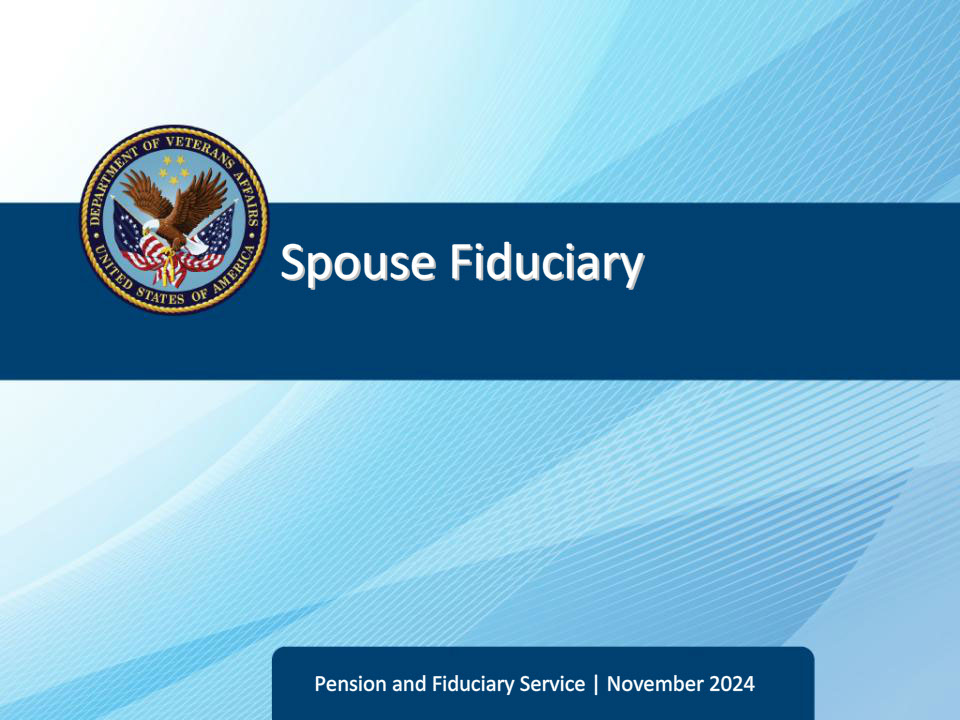 DEPARTMENT OF VETERANS AFFAIRS
UNITED STATES OF AMERICA
Spouse Fiduciary
Pension and Fiduciary Service | November 2024